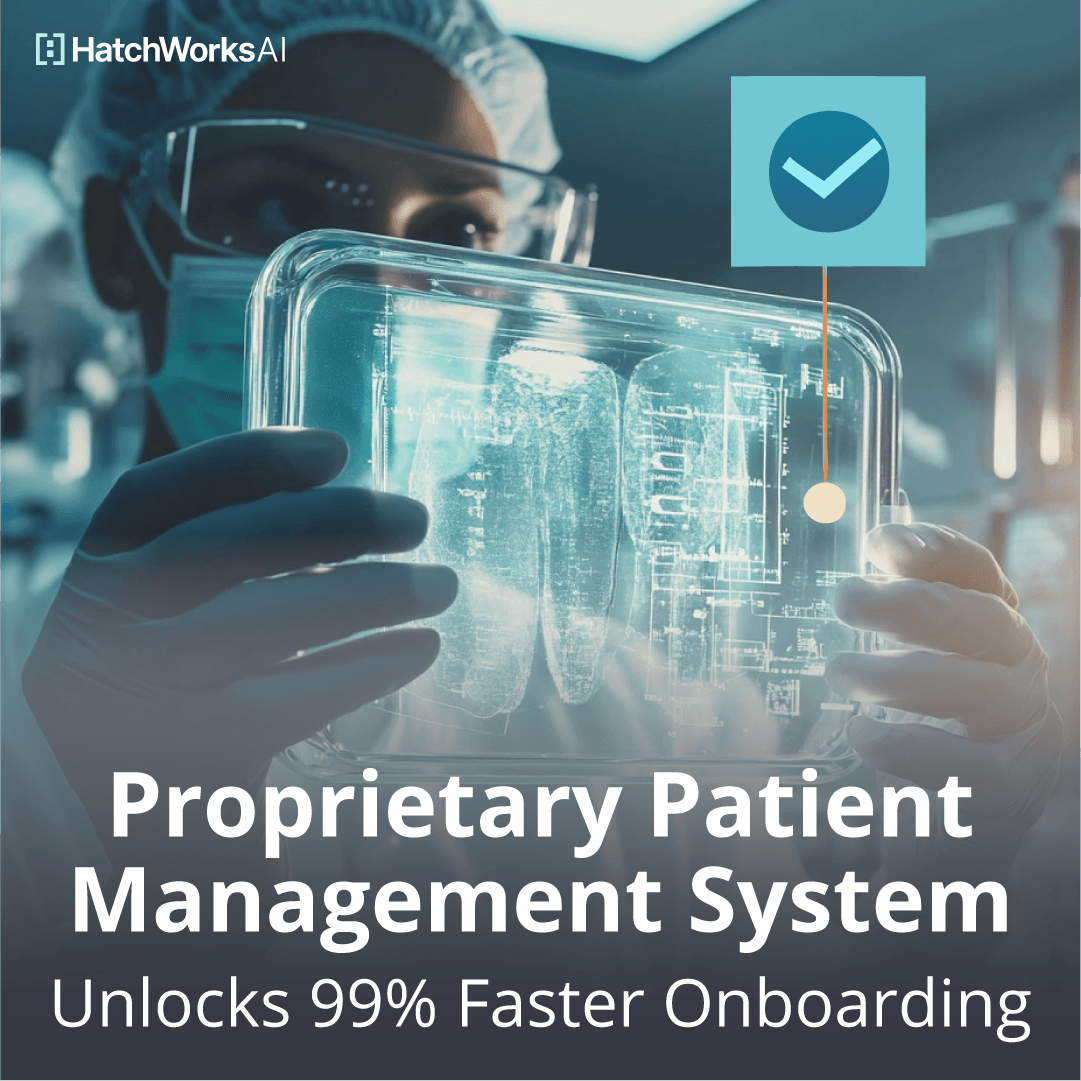 HatchWorksAI
Proprietary Patient
Management System
Unlocks 99% Faster Onboarding